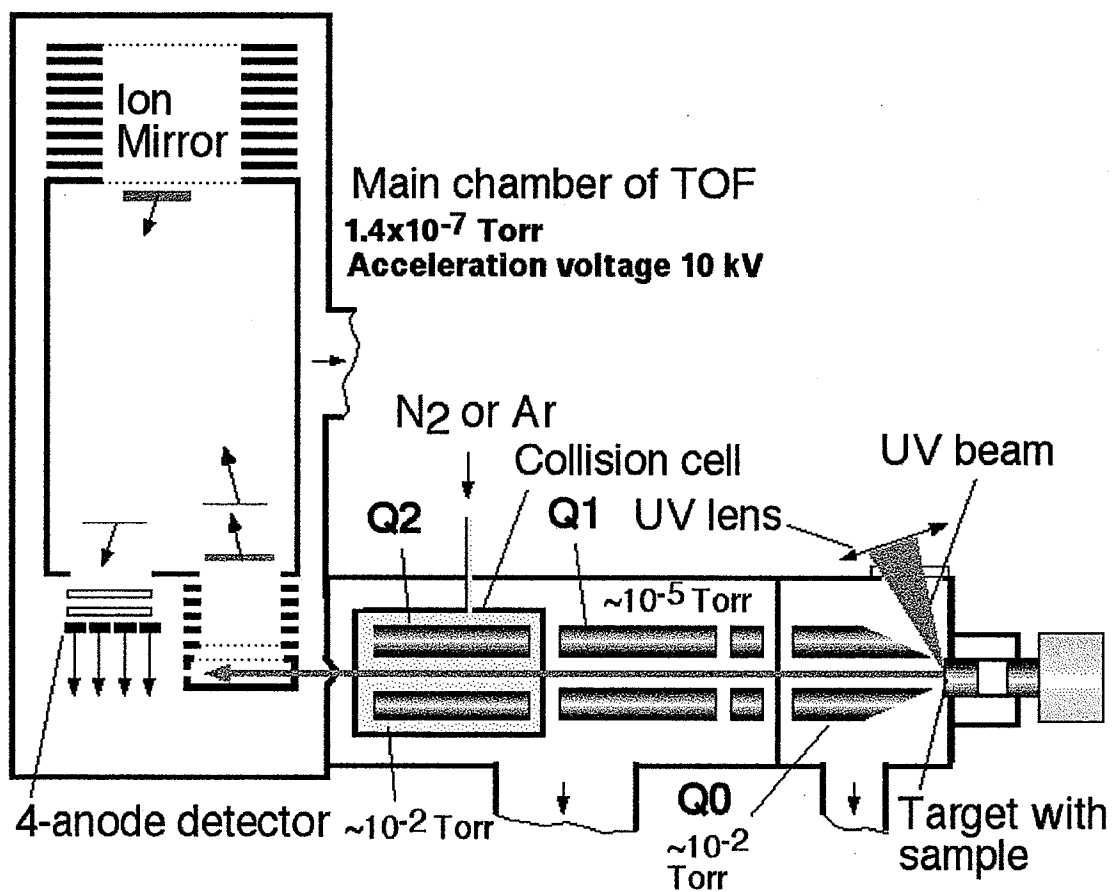 Ion
Mirror
Main chamber of TOF
1.4x10-7 Torr
Acceleration voltage 10 kV
N2 or Ar
Collision cell
UV beam
Q2
Q1
UV lens
~10-5 Torr
4-anode detector
~10-2 Torr
Q0
~10-2
Torr
Target with
sample